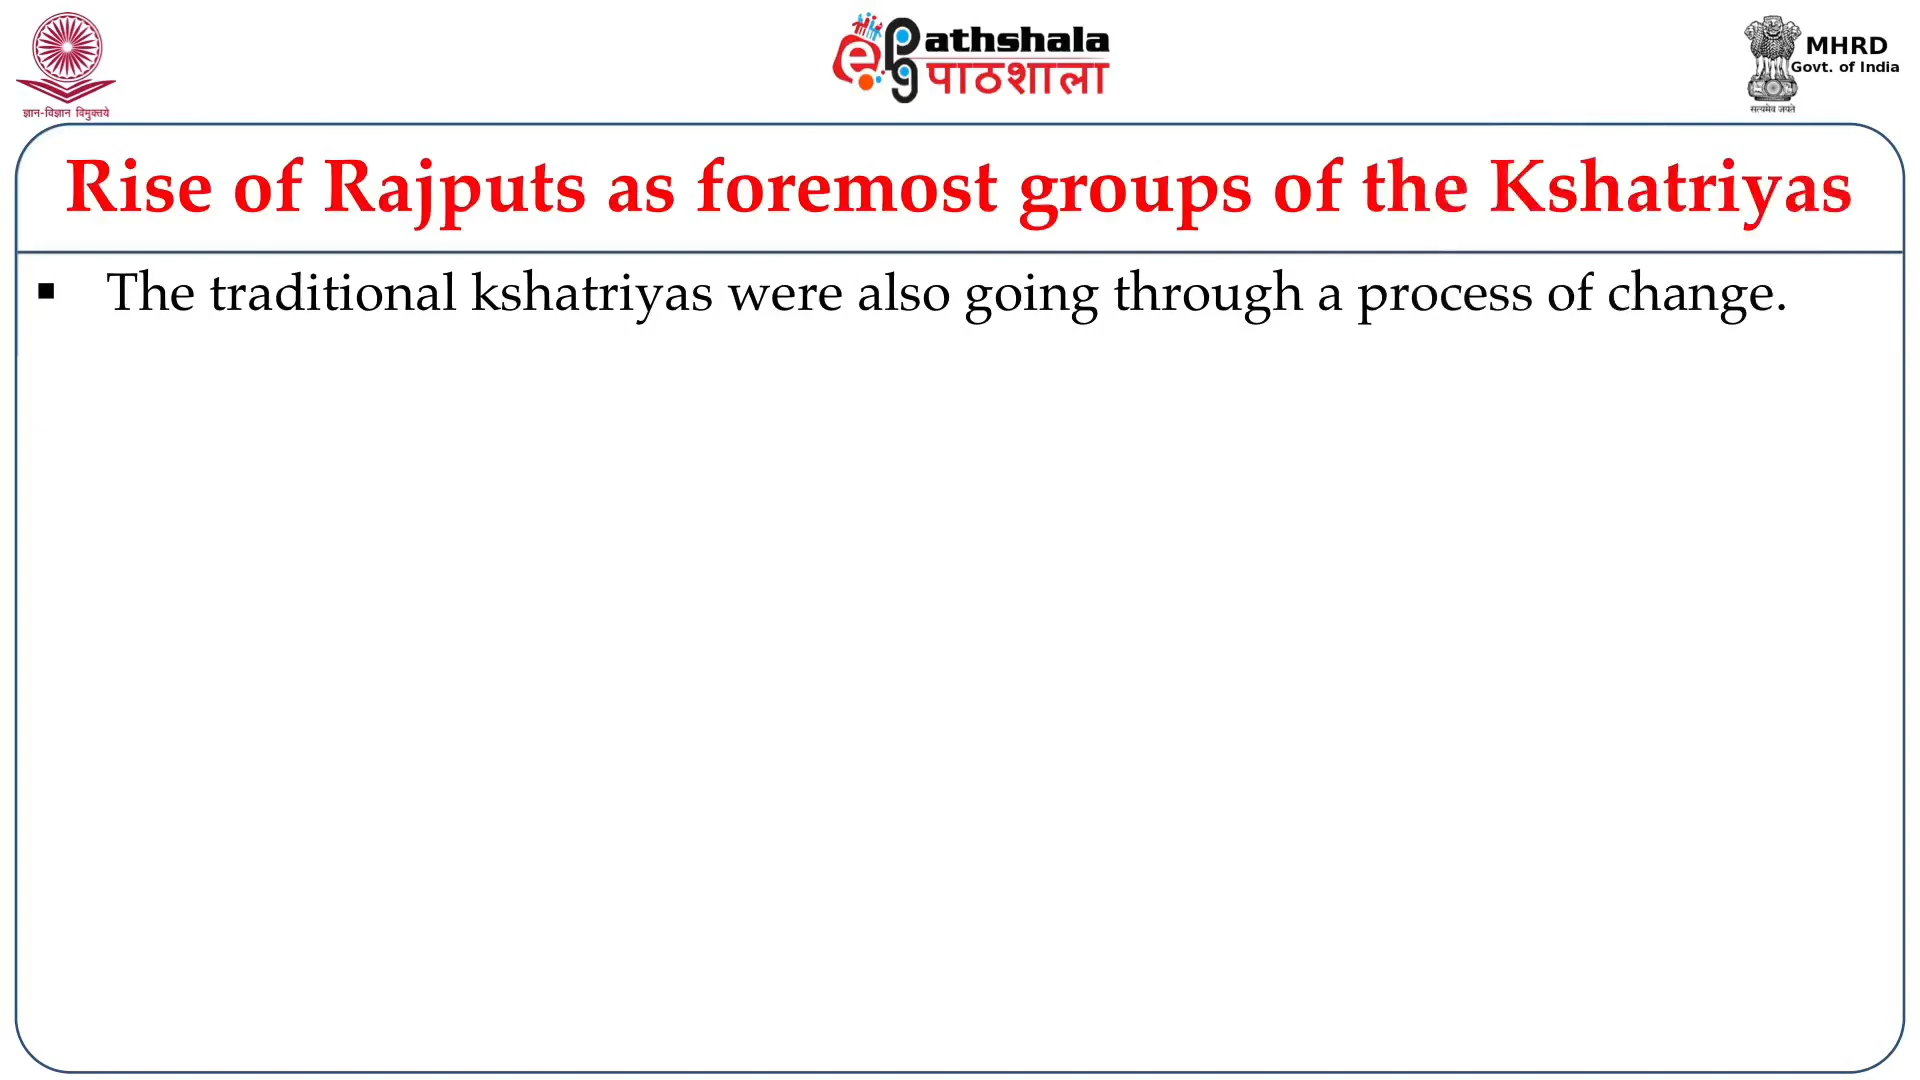 ज्ञान-विज्ञान विमुक्तये
ePathshala
पाठशाला
MHRD
Govt. of India
सत्यमेव जयते
Rise of Rajputs as foremost groups of the Kshatriyas
▪ The traditional kshatriyas were also going through a process of change.